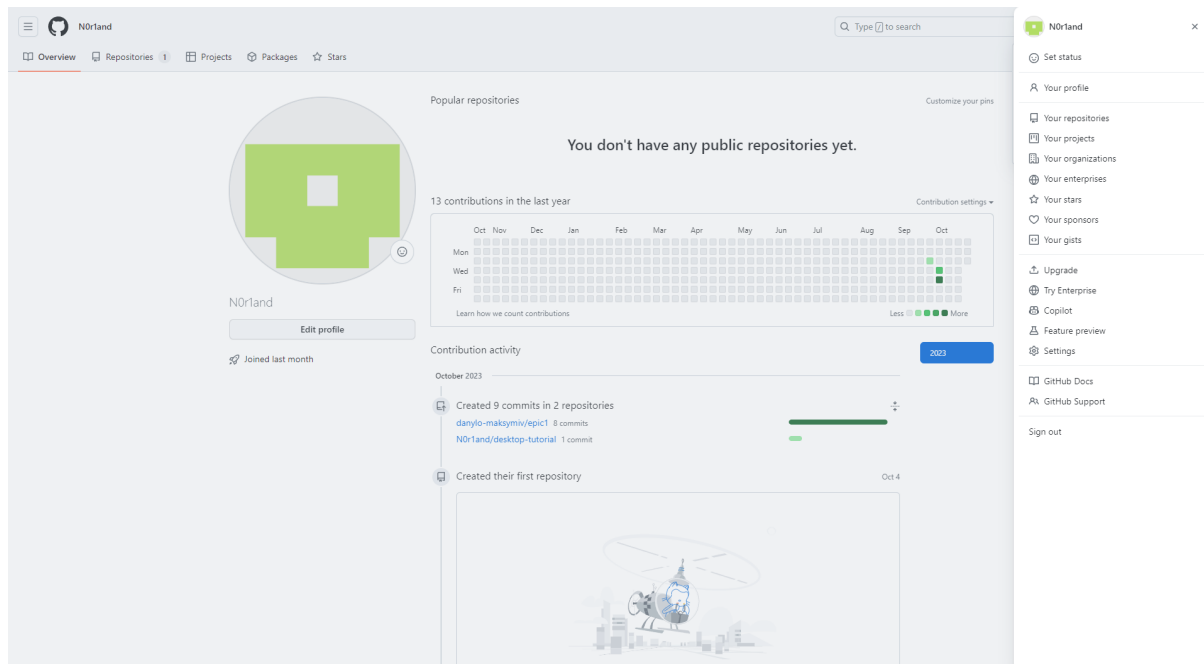 N0r1and
Type / to search
Overview Repositories 1 Projects Packages Stars
Popular repositories Customize your pins
You don't have any public repositories yet.
13 contributions in the last year Contribution settings
Oct Nov Dec Jan Feb Mar Apr May Jun Jul Aug Sep Oct
Mon
Wed
Fri
Learn how we count contributions Less More
N0r1and
Edit profile
Joined last month
Contribution activity 2023
October 2023
Created 9 commits in 2 repositories
danylo-maksymiv/epic1 8 commits
N0r1and/desktop-tutorial 1 commit
Created their first repository Oct 4
N0r1and
Set status
Your profile
Your repositories
Your projects
Your organizations
Your enterprises
Your stars
Your sponsors
Your gists
Upgrade
Try Enterprise
Copilot
Feature preview
Settings
GitHub Docs
GitHub Support
Sign out